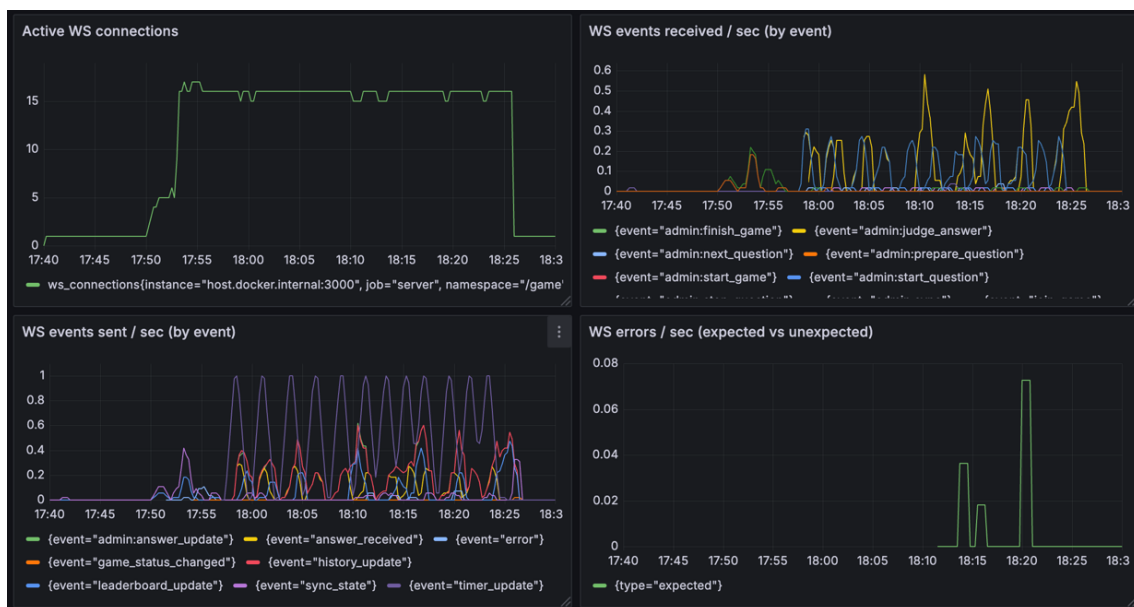 Active WS connections
15
10
5
0
17:40 17:45 17:50 17:55 18:00 18:05 18:10 18:15 18:20 18:25 18:3
ws_connections{instance="host.docker.internal:3000", job="server", namespace="/game"
WS events received / sec (by event)
0.6
0.5
0.4
0.3
0.2
0.1
0
17:40 17:45 17:50 17:55 18:00 18:05 18:10 18:15 18:20 18:25 18:3
{event="admin:finish_game"} {event="admin:judge_answer"}
{event="admin:next_question"} {event="admin:prepare_question"}
{event="admin:start_game"} {event="admin:start_question"}
WS events sent / sec (by event)
1
0.8
0.6
0.4
0.2
0
17:40 17:45 17:50 17:55 18:00 18:05 18:10 18:15 18:20 18:25 18:3
{event="admin:answer_update"} {event="answer_received"} {event="error"}
{event="game_status_changed"} {event="history_update"}
{event="leaderboard_update"} {event="sync_state"} {event="timer_update"}
WS errors / sec (expected vs unexpected)
0.08
0.06
0.04
0.02
0
17:40 17:45 17:50 17:55 18:00 18:05 18:10 18:15 18:20 18:25 18:3
{type="expected"}